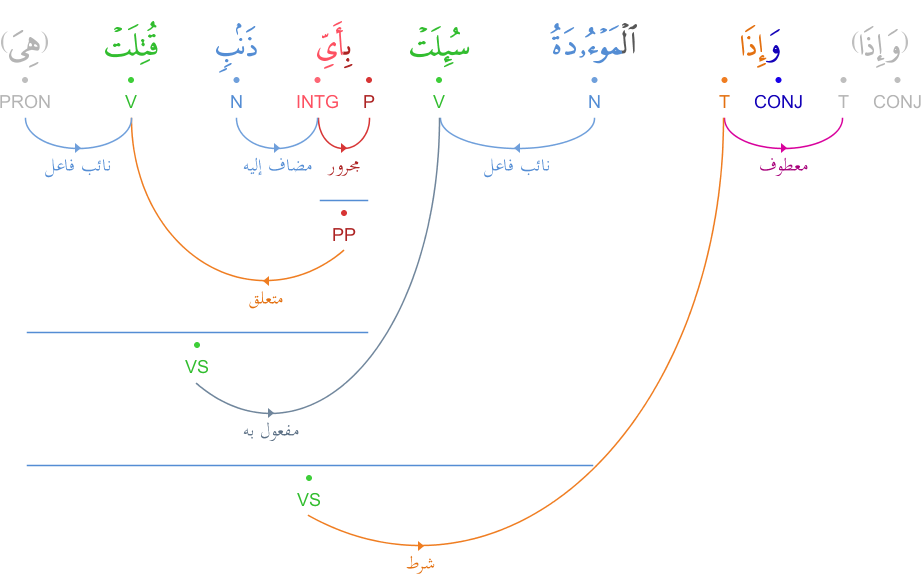 (وَإِذَا) وَإِذَا ٱلْمَوْءُۥدَةُ سُئِلَتْ بِأَىِّ ذَنۢبٍ قُتِلَتْ (هِىَ)
CONJ T CONJ T N V P INTG N V PRON
معطوف نائب فاعل مجرور مضاف إليه نائب فاعل
PP
متعلق
VS
مفعول به
VS
شرط